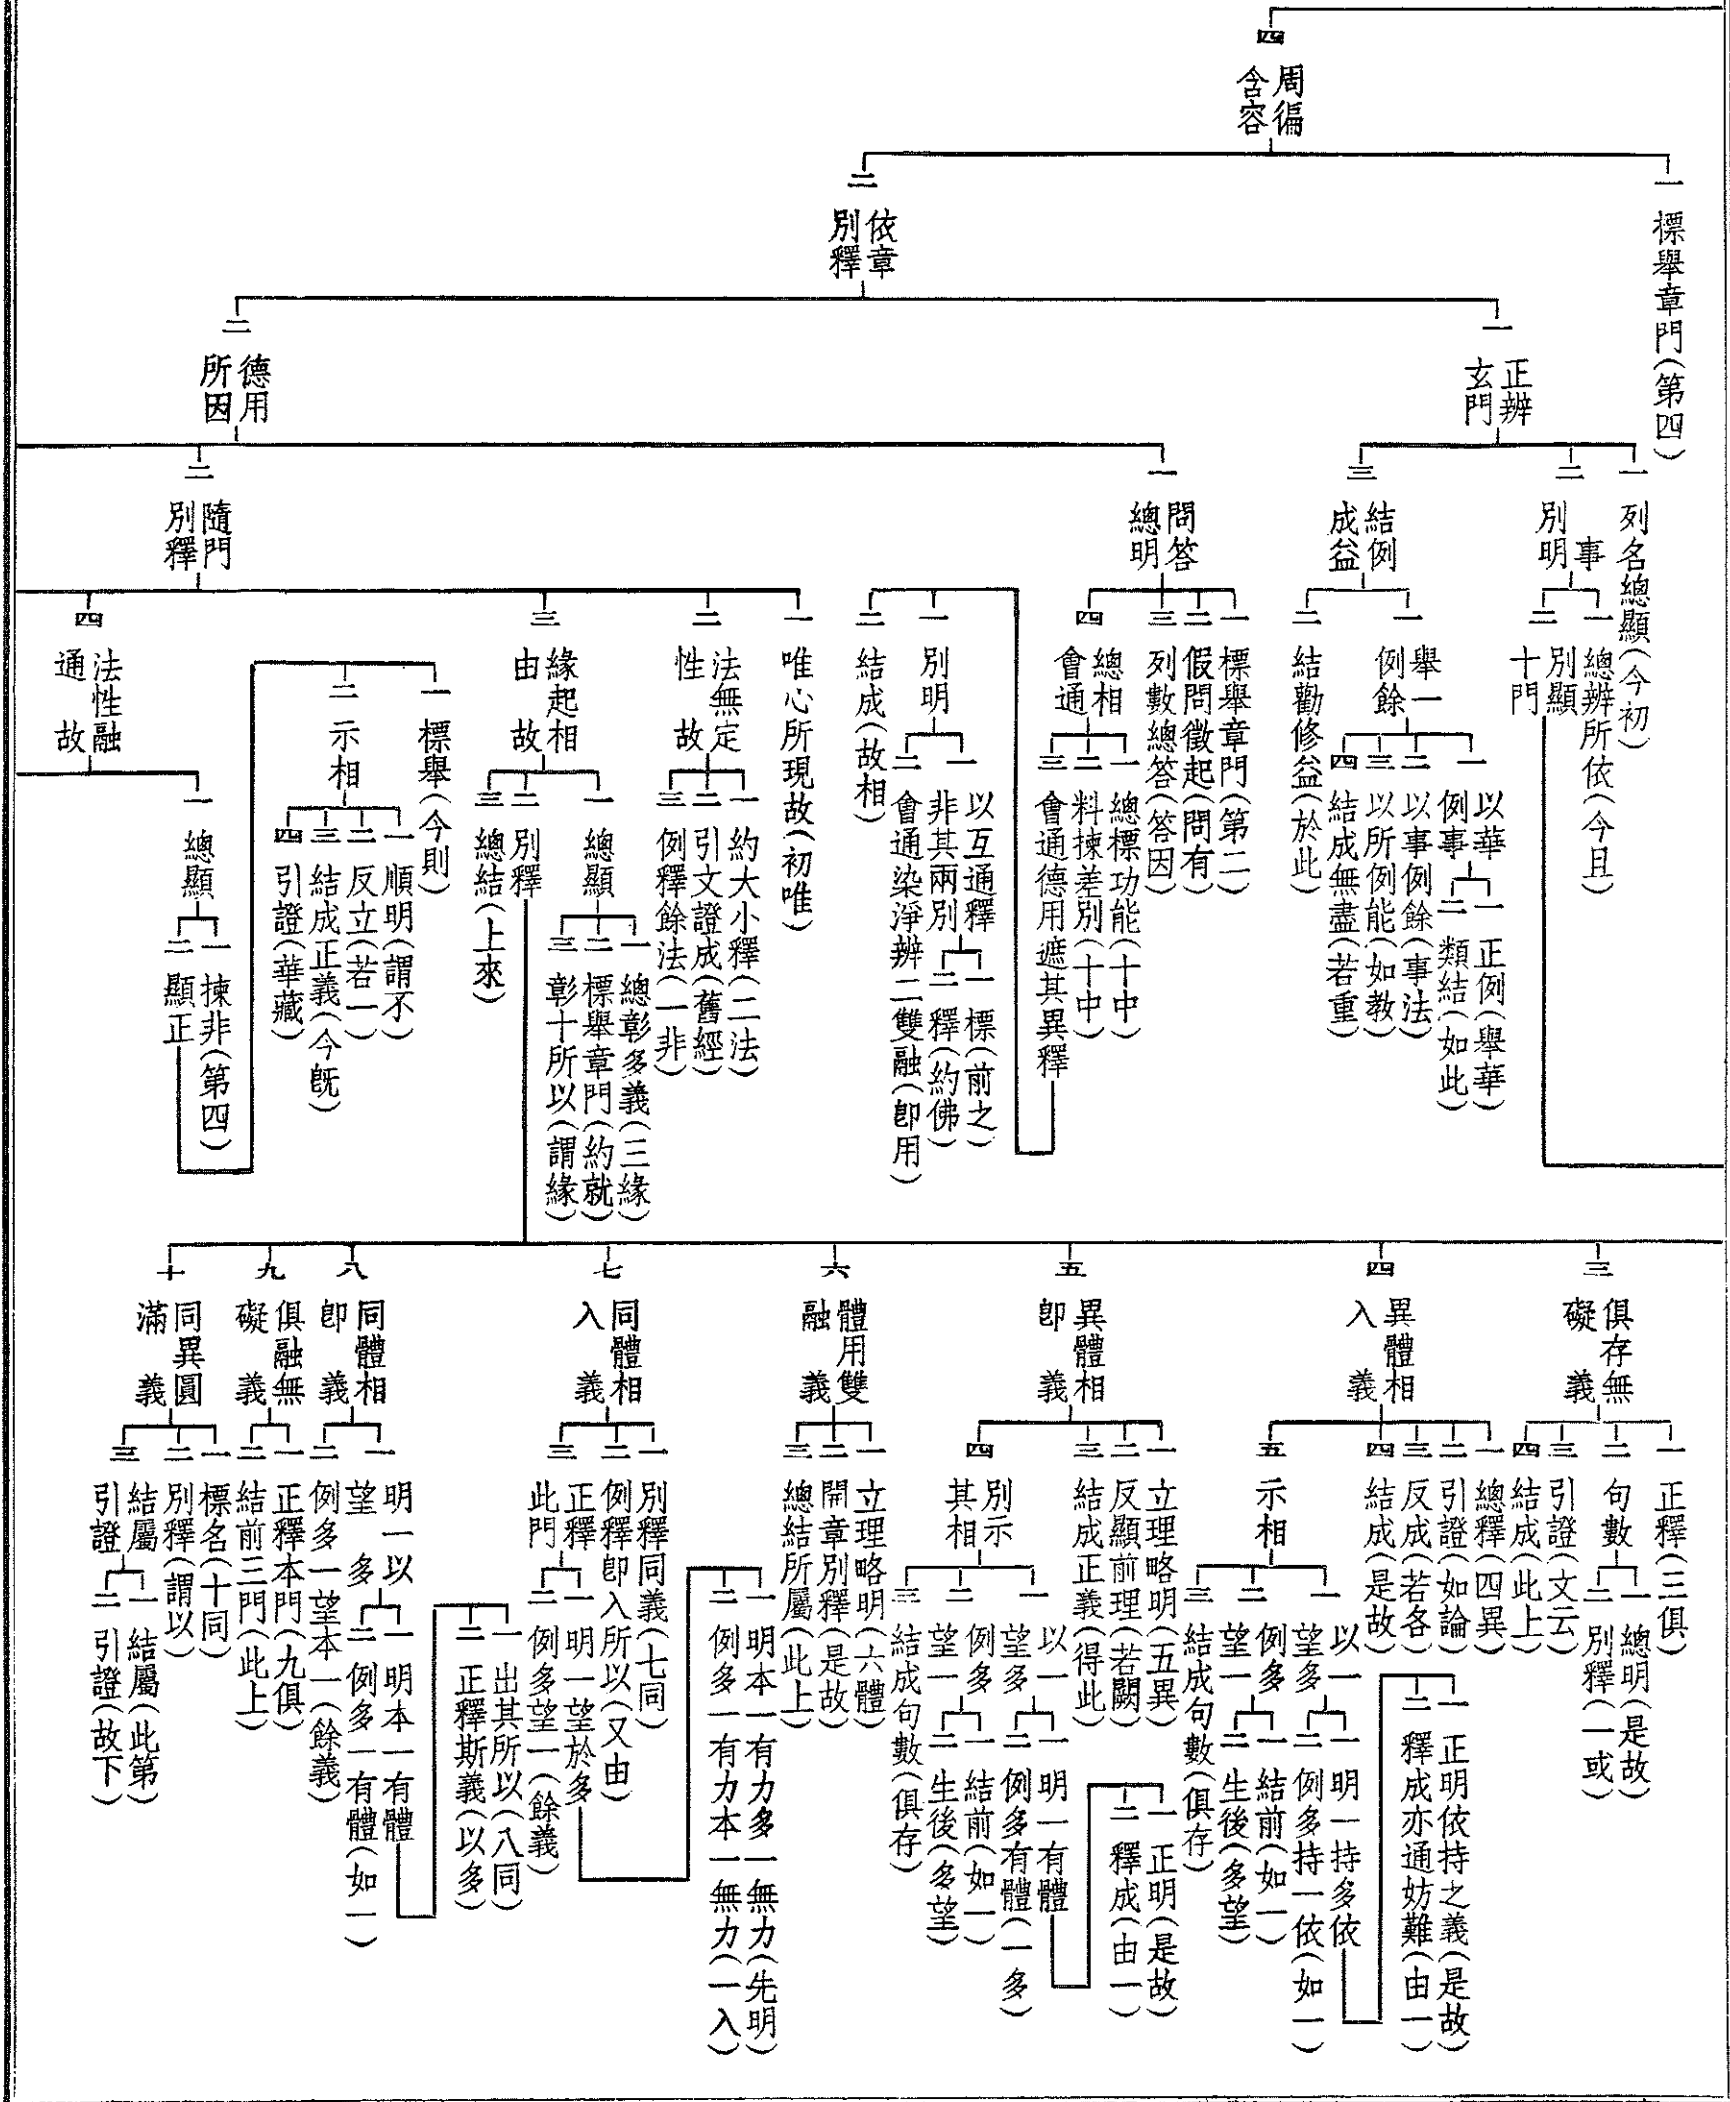 四 周徧含容
一 標舉章門(第四)
二 依章別釋
一 正辨玄門
二 德用所因
一 列名總顯(今初)
二 別明事
三 結例成益
一 問答總明
二 隨門別釋
一 總辨所依(今且)
二 別顯十門
一 舉一例餘
二 結勸修益(於此)
一 以華例事
一 正例(舉華)
二 類結(如此)
二 以事例餘(事法)
三 以所例能(如教)
四 結成無盡(若重)
一 標舉章門(第二)
二 假問徵起(問有)
三 列數總答(答因)
四 總相會通
一 總標功能(十中)
二 料揀差別(十中)
三 會通德用遮其異釋
一 別明
二 結成(故相)
一 以互通釋非其兩別
一 標(前之)
二 釋(約佛)
二 會通染淨辨二雙融(即用)
一 唯心所現故(初唯)
二 法無定性故
三 緣起相由故
四 法性融通故
一 約大小釋(二法)
二 引文證成(舊經)
三 例釋餘法(一非)
一 總顯
二 別釋
三 總結(上來)
一 總彰多義(三緣)
二 標舉章門(約就)
三 彰十所以(謂緣)
一 總顯
一 揀非(第四)
二 顯正
一 標舉(今則)
二 示相
一 順明(謂不)
二 反立(若一)
三 結成正義(今既)
四 引證(華藏)
三 俱存無礙義
四 異體相入義
五 異體相即義
六 體用雙融義
七 同體相入義
八 同體相即義
九 俱融無礙義
十 同異圓滿義
一 正釋(三俱)
二 句數
一 總明(是故)
二 別釋(一或)
三 引證(文云)
四 結成(此上)
一 總釋(四異)
二 引證(如論)
三 反成(若各)
四 結成(是故)
五 示相
一 以一望多
一 明一持多依
一 正明依持之義(是故)
二 釋成亦通妨難(由一)
二 例多持一依(如一)
二 例多望一
一 結前(如一)
二 生後(多望)
三 結成句數(俱存)
一 立理略明(五異)
二 反顯前理(若闕)
三 結成正義(得此)
四 別示其相
一 以一望多
一 明一有體
一 正明(是故)
二 釋成(由一)
二 例多有體(一多)
二 例多望一
一 結前(如一)
二 生後(多望)
三 結成句數(俱存)
一 立理略明(六體)
二 開章別釋(是故)
三 總結所屬(此上)
一 別釋同義(七同)
二 例釋即入所以(又由)
三 正釋此門
一 明一望於多
一 明本一有力多一無力(先明)
二 例多一有力本一無力(一入)
二 例多望一(餘義)
一 明一以望多
一 明本一有體
一 出其所以(八同)
二 正釋斯義(以多)
二 例多一有體(如一)
二 例多一望本一(餘義)
一 正釋本門(九俱)
二 結前三門(此上)
一 標名(十同)
二 別釋(謂以)
三 結屬引證
一 結屬(此第)
二 引證(故下)